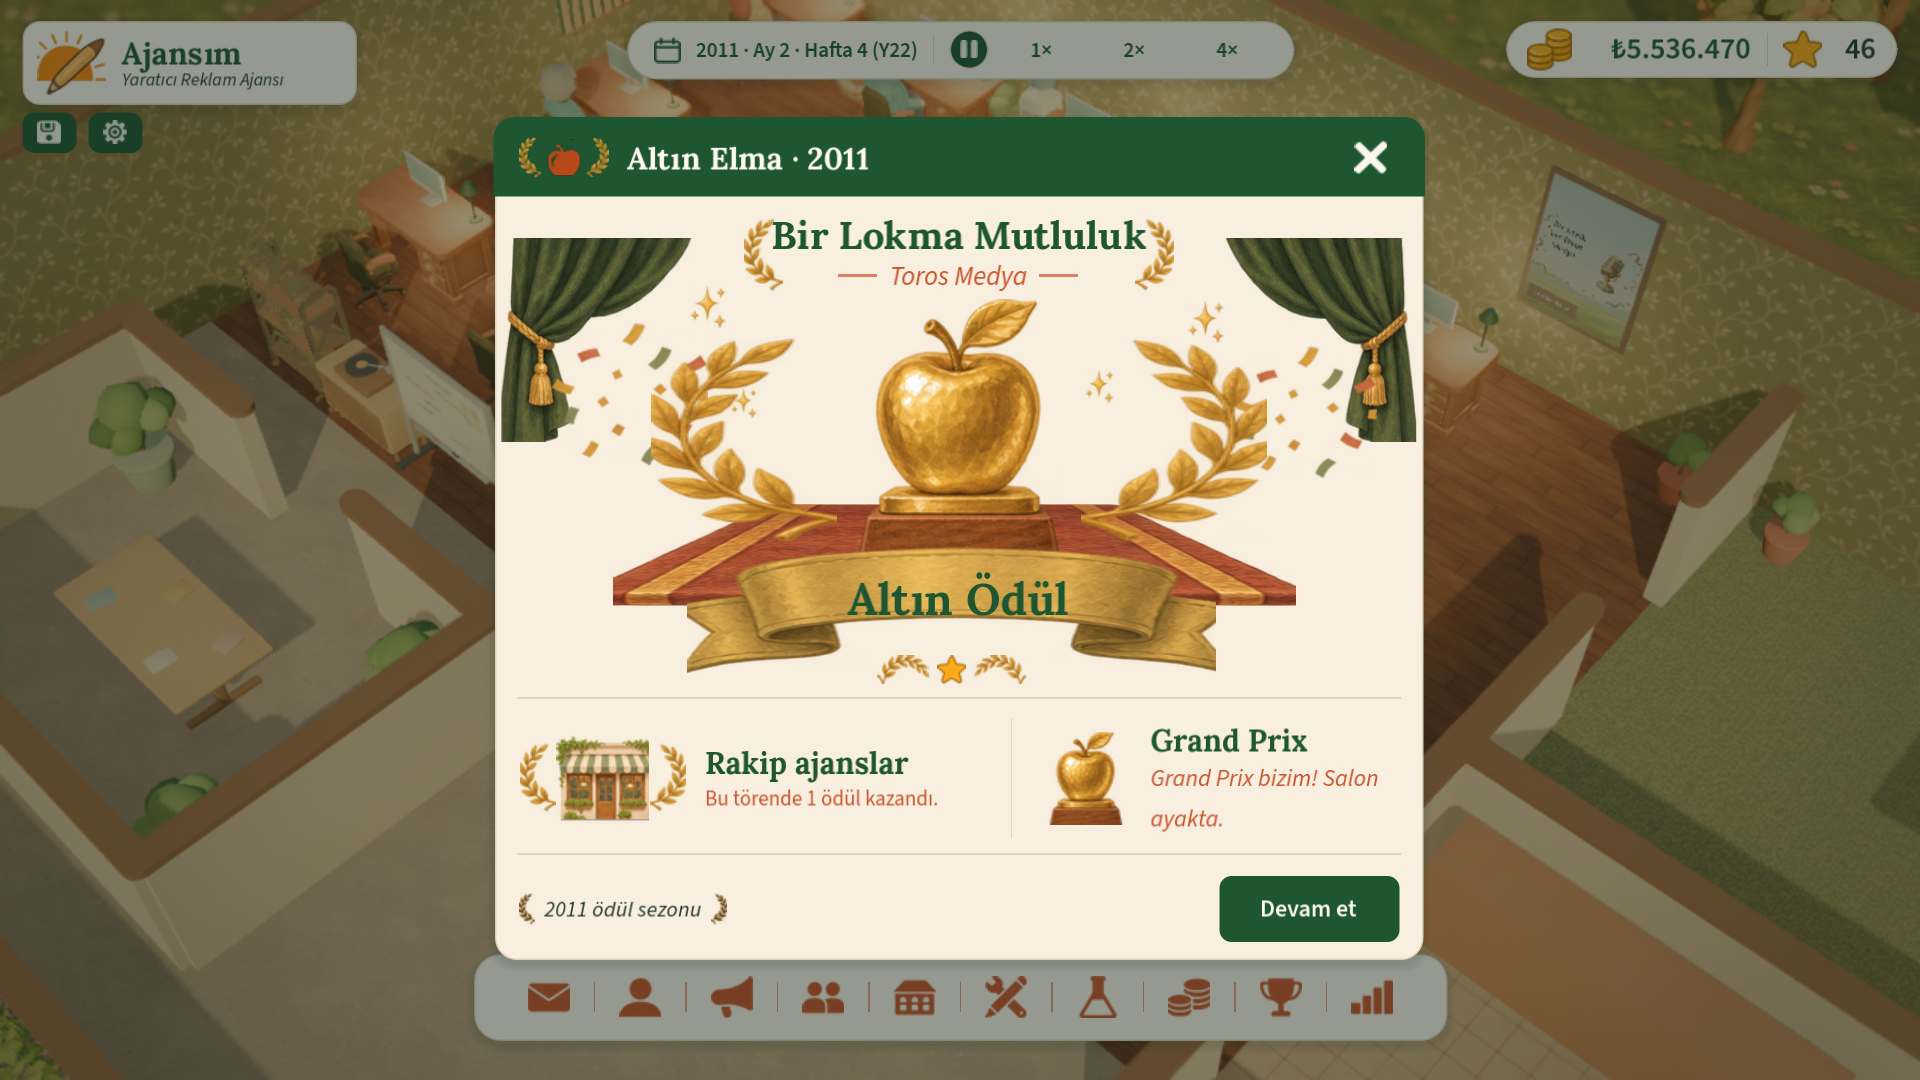 Ajansım
Yaratıcı Reklam Ajansı
2011 · Ay 2 · Hafta 4 (Y22)
1×
2×
4×
₺5.536.470
46
Altın Elma · 2011
Bir Lokma Mutluluk
Toros Medya
Altın Ödül
Rakip ajanslar
Bu törende 1 ödül kazandı.
Grand Prix
Grand Prix bizim! Salon
ayakta.
2011 ödül sezonu
Devam et